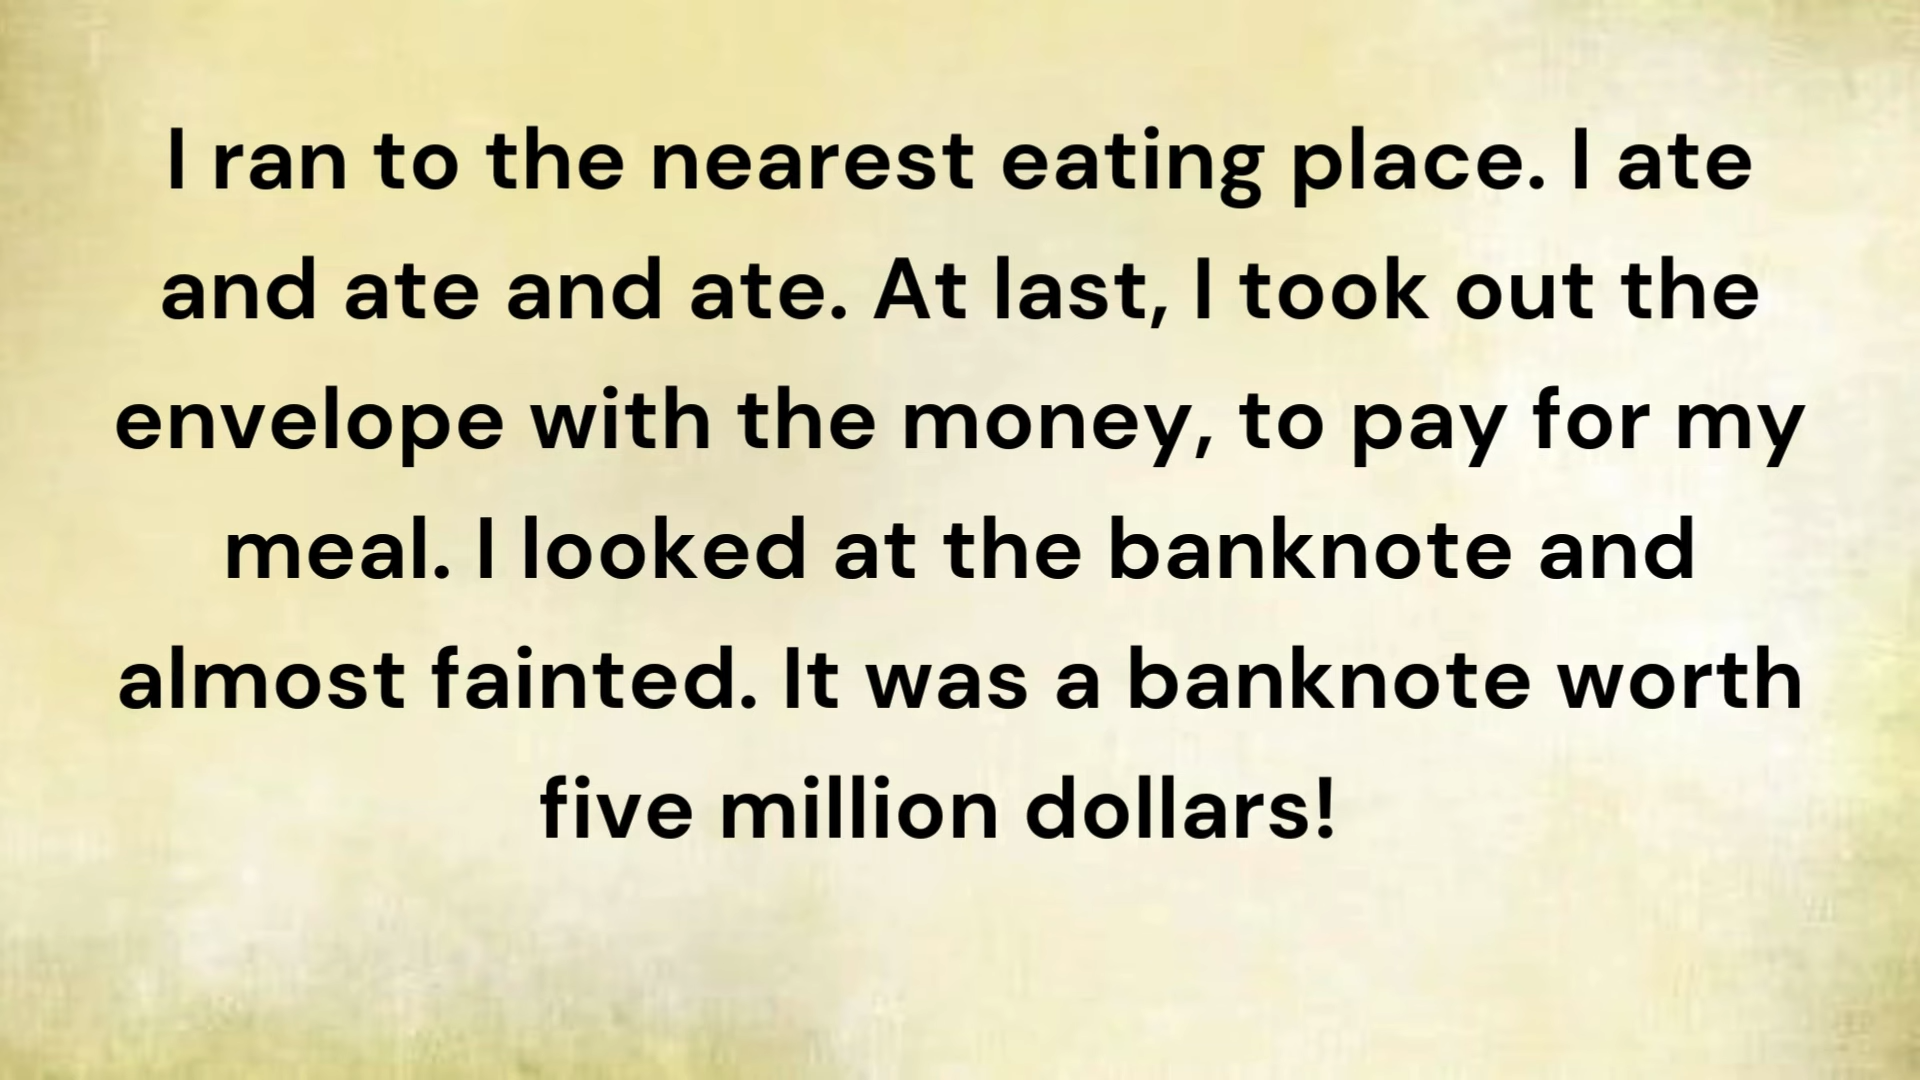 I ran to the nearest eating place. I ate
and ate and ate. At last, I took out the
envelope with the money, to pay for my
meal. I looked at the banknote and
almost fainted. It was a banknote worth
five million dollars!